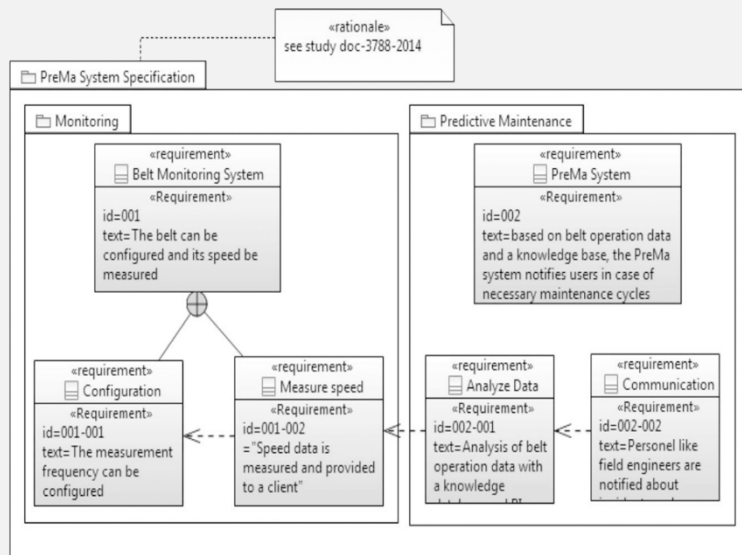 «rationale»
see study doc-3788-2014
PreMa System Specification
Monitoring
«requirement»
Belt Monitoring System
«Requirement»
id=001
text=The belt can be
configured and its speed be
measured
«requirement»
Configuration
«Requirement»
id=001-001
text=The measurement
frequency can be
configured
«requirement»
Measure speed
«Requirement»
id=001-002
="Speed data is
measured and provided
to a client"
Predictive Maintenance
«requirement»
PreMa System
«Requirement»
id=002
text=based on belt operation data
and a knowledge base, the PreMa
system notifies users in case of
necessary maintenance cycles
«requirement»
Analyze Data
«Requirement»
id=002-001
text=Analysis of belt
operation data with
a knowledge
«requirement»
Communication
«Requirement»
id=002-002
text=Personel like
field engineers are
notified about